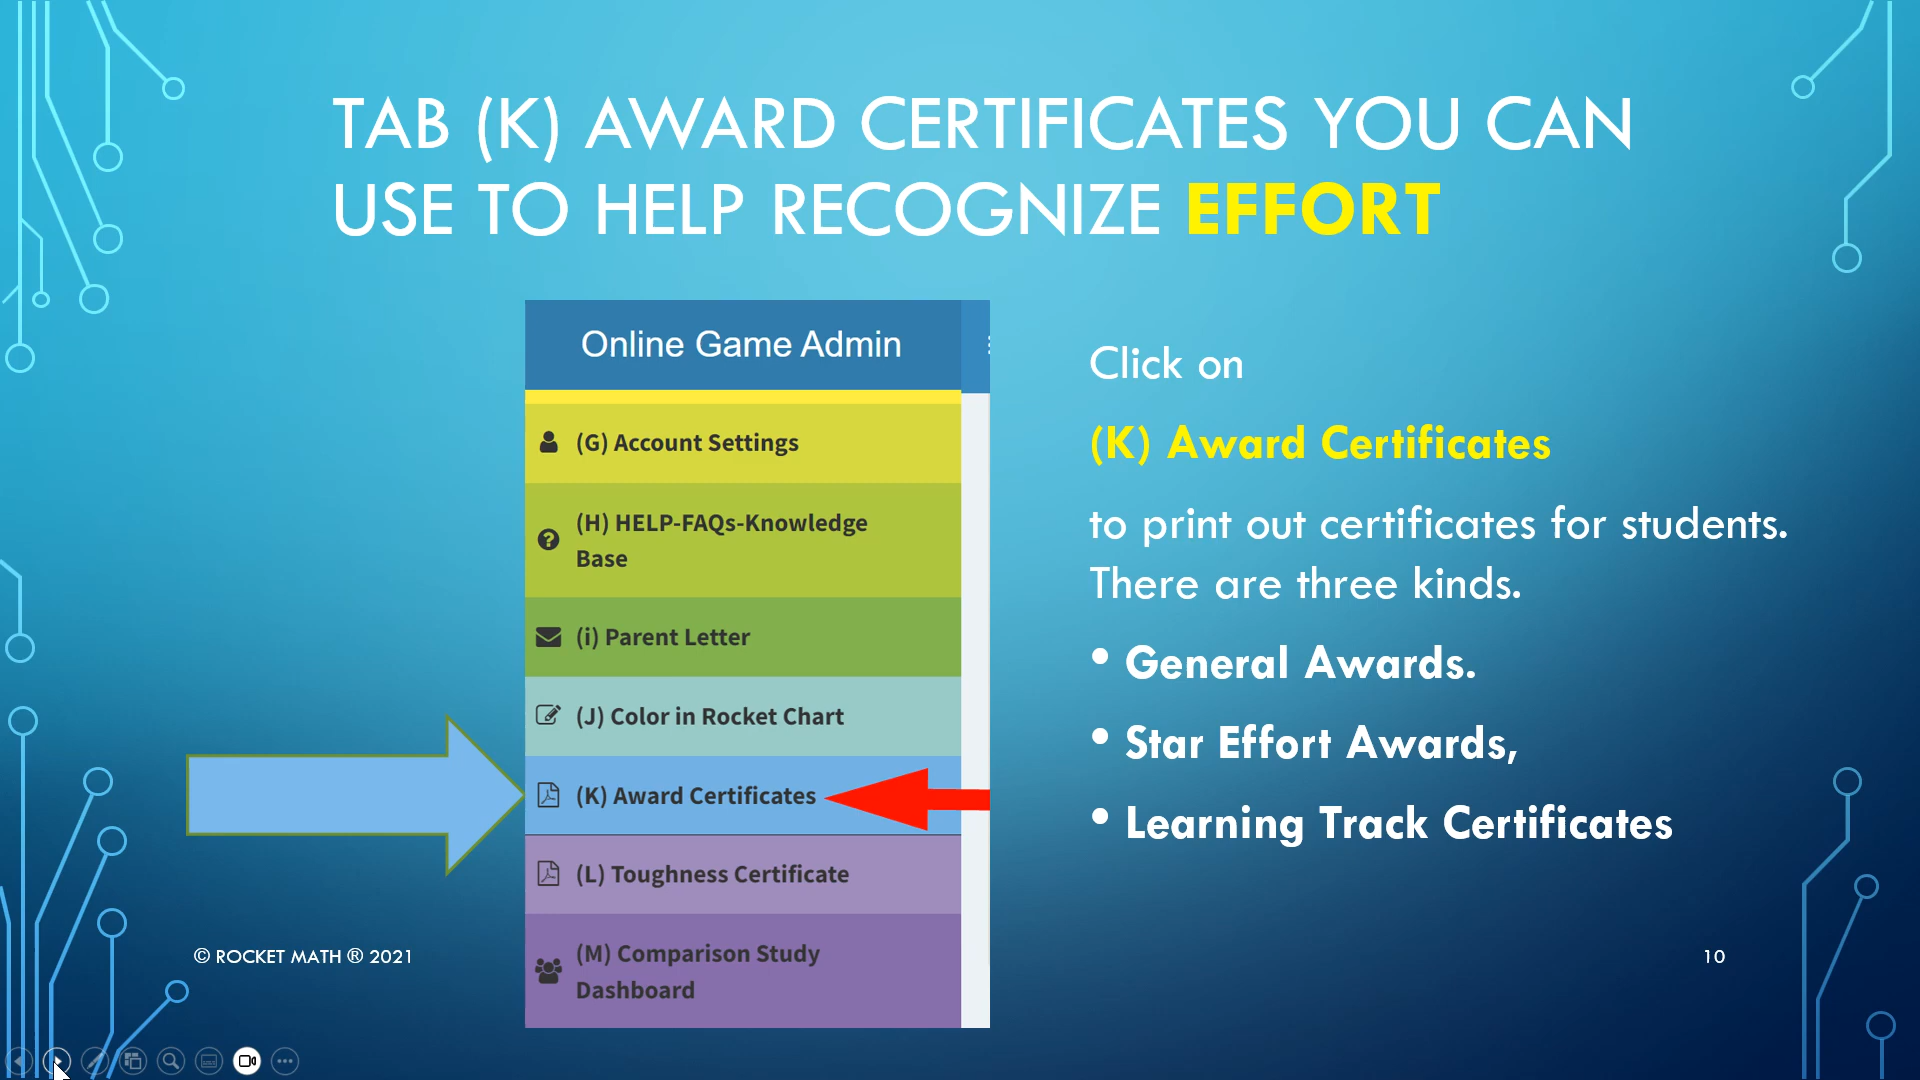 TAB (K) AWARD CERTIFICATES YOU CAN
USE TO HELP RECOGNIZE EFFORT
Online Game Admin
(G) Account Settings
(H) HELP-FAQs-Knowledge
Base
(i) Parent Letter
(J) Color in Rocket Chart
(K) Award Certificates
(L) Toughness Certificate
(M) Comparison Study
Dashboard
Click on
(K) Award Certificates
to print out certificates for students.
There are three kinds.
• General Awards.
• Star Effort Awards,
• Learning Track Certificates
© ROCKET MATH ® 2021
10